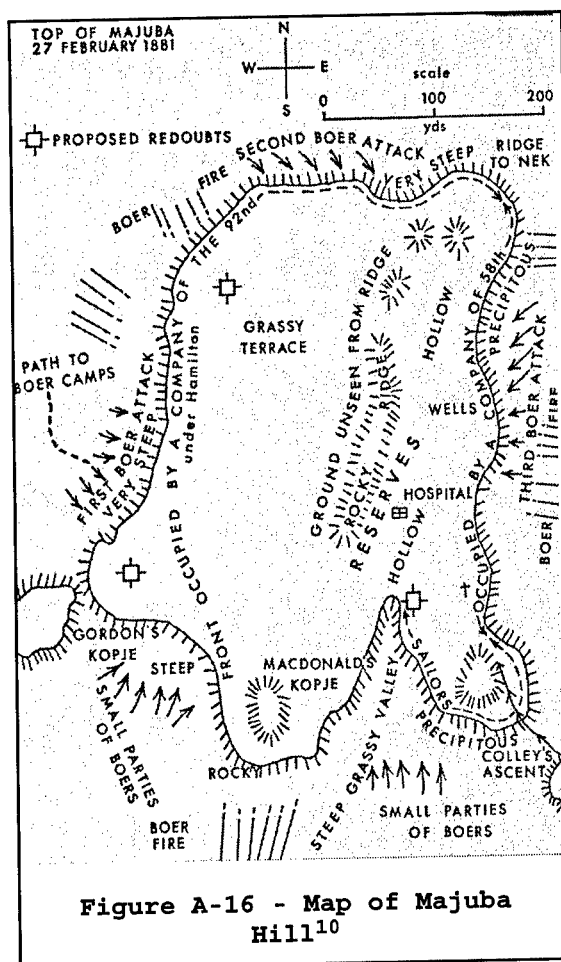 TOP OF MAJUBA
27 FEBRUARY 1881
N
W
E
S
scale
0
100
200
yds
PROPOSED REDOUBTS
SECOND BOER ATTACK
VERY STEEP
RIDGE
TO NEK
BOER FIRE
FRONT OCCUPIED BY A COMPANY OF THE 92nd
under Hamilton
PATH TO
BOER CAMPS
FIRST BOER ATTACK
VERY STEEP
GRASSY
TERRACE
GROUND UNSEEN FROM RIDGE
ROCKY RIDGE
RESERVES
HOLLOW
WELLS
HOSPITAL
HOLLOW
OCCUPIED BY A COMPANY OF 58th
PRECIPITOUS
THIRD BOER ATTACK
BOER FIRE
GORDON'S
KOPJE
STEEP
SMALL PARTIES
OF BOERS
MACDONALDS
KOPJE
ROCKY
BOER
FIRE
STEEP GRASSY VALLEY
SAILORS
PRECIPITOUS
COLLEY'S
ASCENT
SMALL PARTIES
OF BOERS
Figure A-16 - Map of Majuba
Hill10